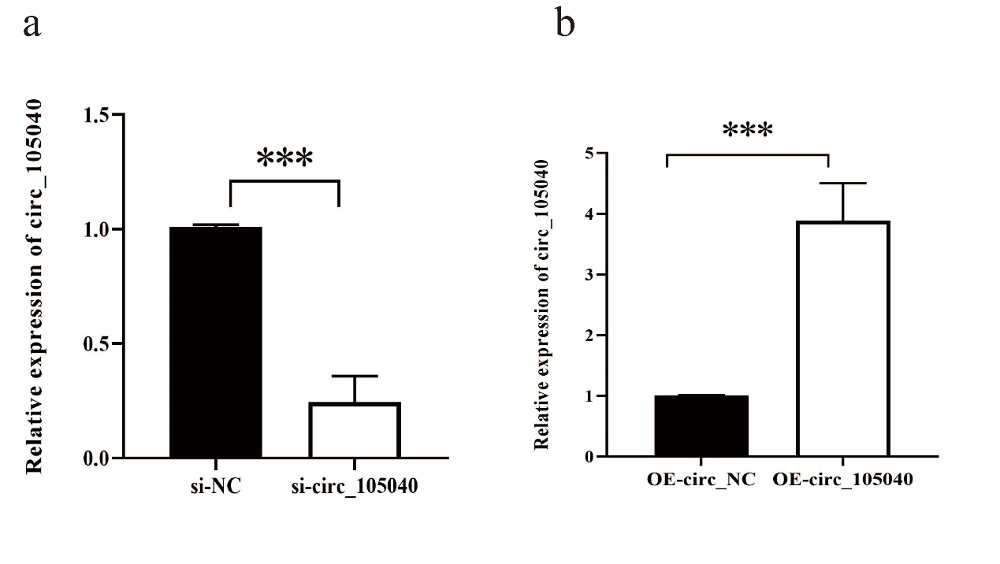 a
Relative expression of circ_105040
1.5
1.0
0.5
0.0
***
si-NC
si-circ_105040
b
Relative expression of circ_105040
5
4
3
2
1
0
***
OE-circ_NC
OE-circ_105040